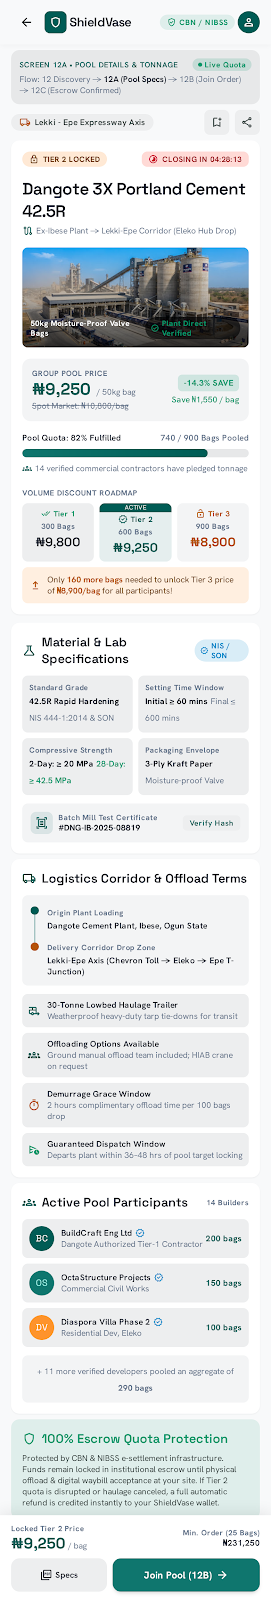 ShieldVase
CBN / NIBSS
SCREEN 12A • POOL DETAILS & TONNAGE
Live Quota
Flow: 12 Discovery → 12A (Pool Specs) → 12B (Join Order)
→ 12C (Escrow Confirmed)
Lekki - Epe Expressway Axis
TIER 2 LOCKED
CLOSING IN 04:28:13
Dangote 3X Portland Cement
42.5R
Ex-Ibese Plant → Lekki-Epe Corridor (Eleko Hub Drop)
50kg Moisture-Proof Valve
Bags
Plant Direct
Verified
GROUP POOL PRICE
₦9,250 / 50kg bag
Spot Market: ₦10,800/bag
-14.3% SAVE
Save ₦1,550 / bag
Pool Quota: 82% Fulfilled
740 / 900 Bags Pooled
14 verified commercial contractors have pledged tonnage
VOLUME DISCOUNT ROADMAP
Tier 1
300 Bags
₦9,800
ACTIVE
Tier 2
600 Bags
₦9,250
Tier 3
900 Bags
₦8,900
Only 160 more bags needed to unlock Tier 3 price
of ₦8,900/bag for all participants!
Material & Lab
Specifications
NIS /
SON
Standard Grade
42.5R Rapid Hardening
NIS 444-1:2014 & SON
Setting Time Window
Initial ≥ 60 mins Final ≤
600 mins
Compressive Strength
2-Day: ≥ 20 MPa 28-Day:
≥ 42.5 MPa
Packaging Envelope
3-Ply Kraft Paper
Moisture-proof Valve
Batch Mill Test Certificate
#DNG-IB-2025-08819
Verify Hash
Logistics Corridor & Offload Terms
Origin Plant Loading
Dangote Cement Plant, Ibese, Ogun State
Delivery Corridor Drop Zone
Lekki-Epe Axis (Chevron Toll → Eleko → Epe T-
Junction)
30-Tonne Lowbed Haulage Trailer
Weatherproof heavy-duty tarp tie-downs for transit
Offloading Options Available
Ground manual offload team included; HIAB crane
on request
Demurrage Grace Window
2 hours complimentary offload time per 100 bags
drop
Guaranteed Dispatch Window
Departs plant within 36–48 hrs of pool target locking
Active Pool Participants
14 Builders
BC
BuildCraft Eng Ltd
Dangote Authorized Tier-1 Contractor
200 bags
OS
OctaStructure Projects
Commercial Civil Works
150 bags
DV
Diaspora Villa Phase 2
Residential Dev, Eleko
100 bags
+ 11 more verified developers pooled an aggregate of
290 bags
100% Escrow Quota Protection
Protected by CBN & NIBSS e-settlement infrastructure.
Funds remain locked in institutional escrow until physical
offload & digital waybill acceptance at your site. If Tier 2
quota is disrupted or haulage canceled, a full automatic
refund is credited instantly to your ShieldVase wallet.
Locked Tier 2 Price
₦9,250 / bag
Min. Order (25 Bags)
₦231,250
Specs
Join Pool (12B) →